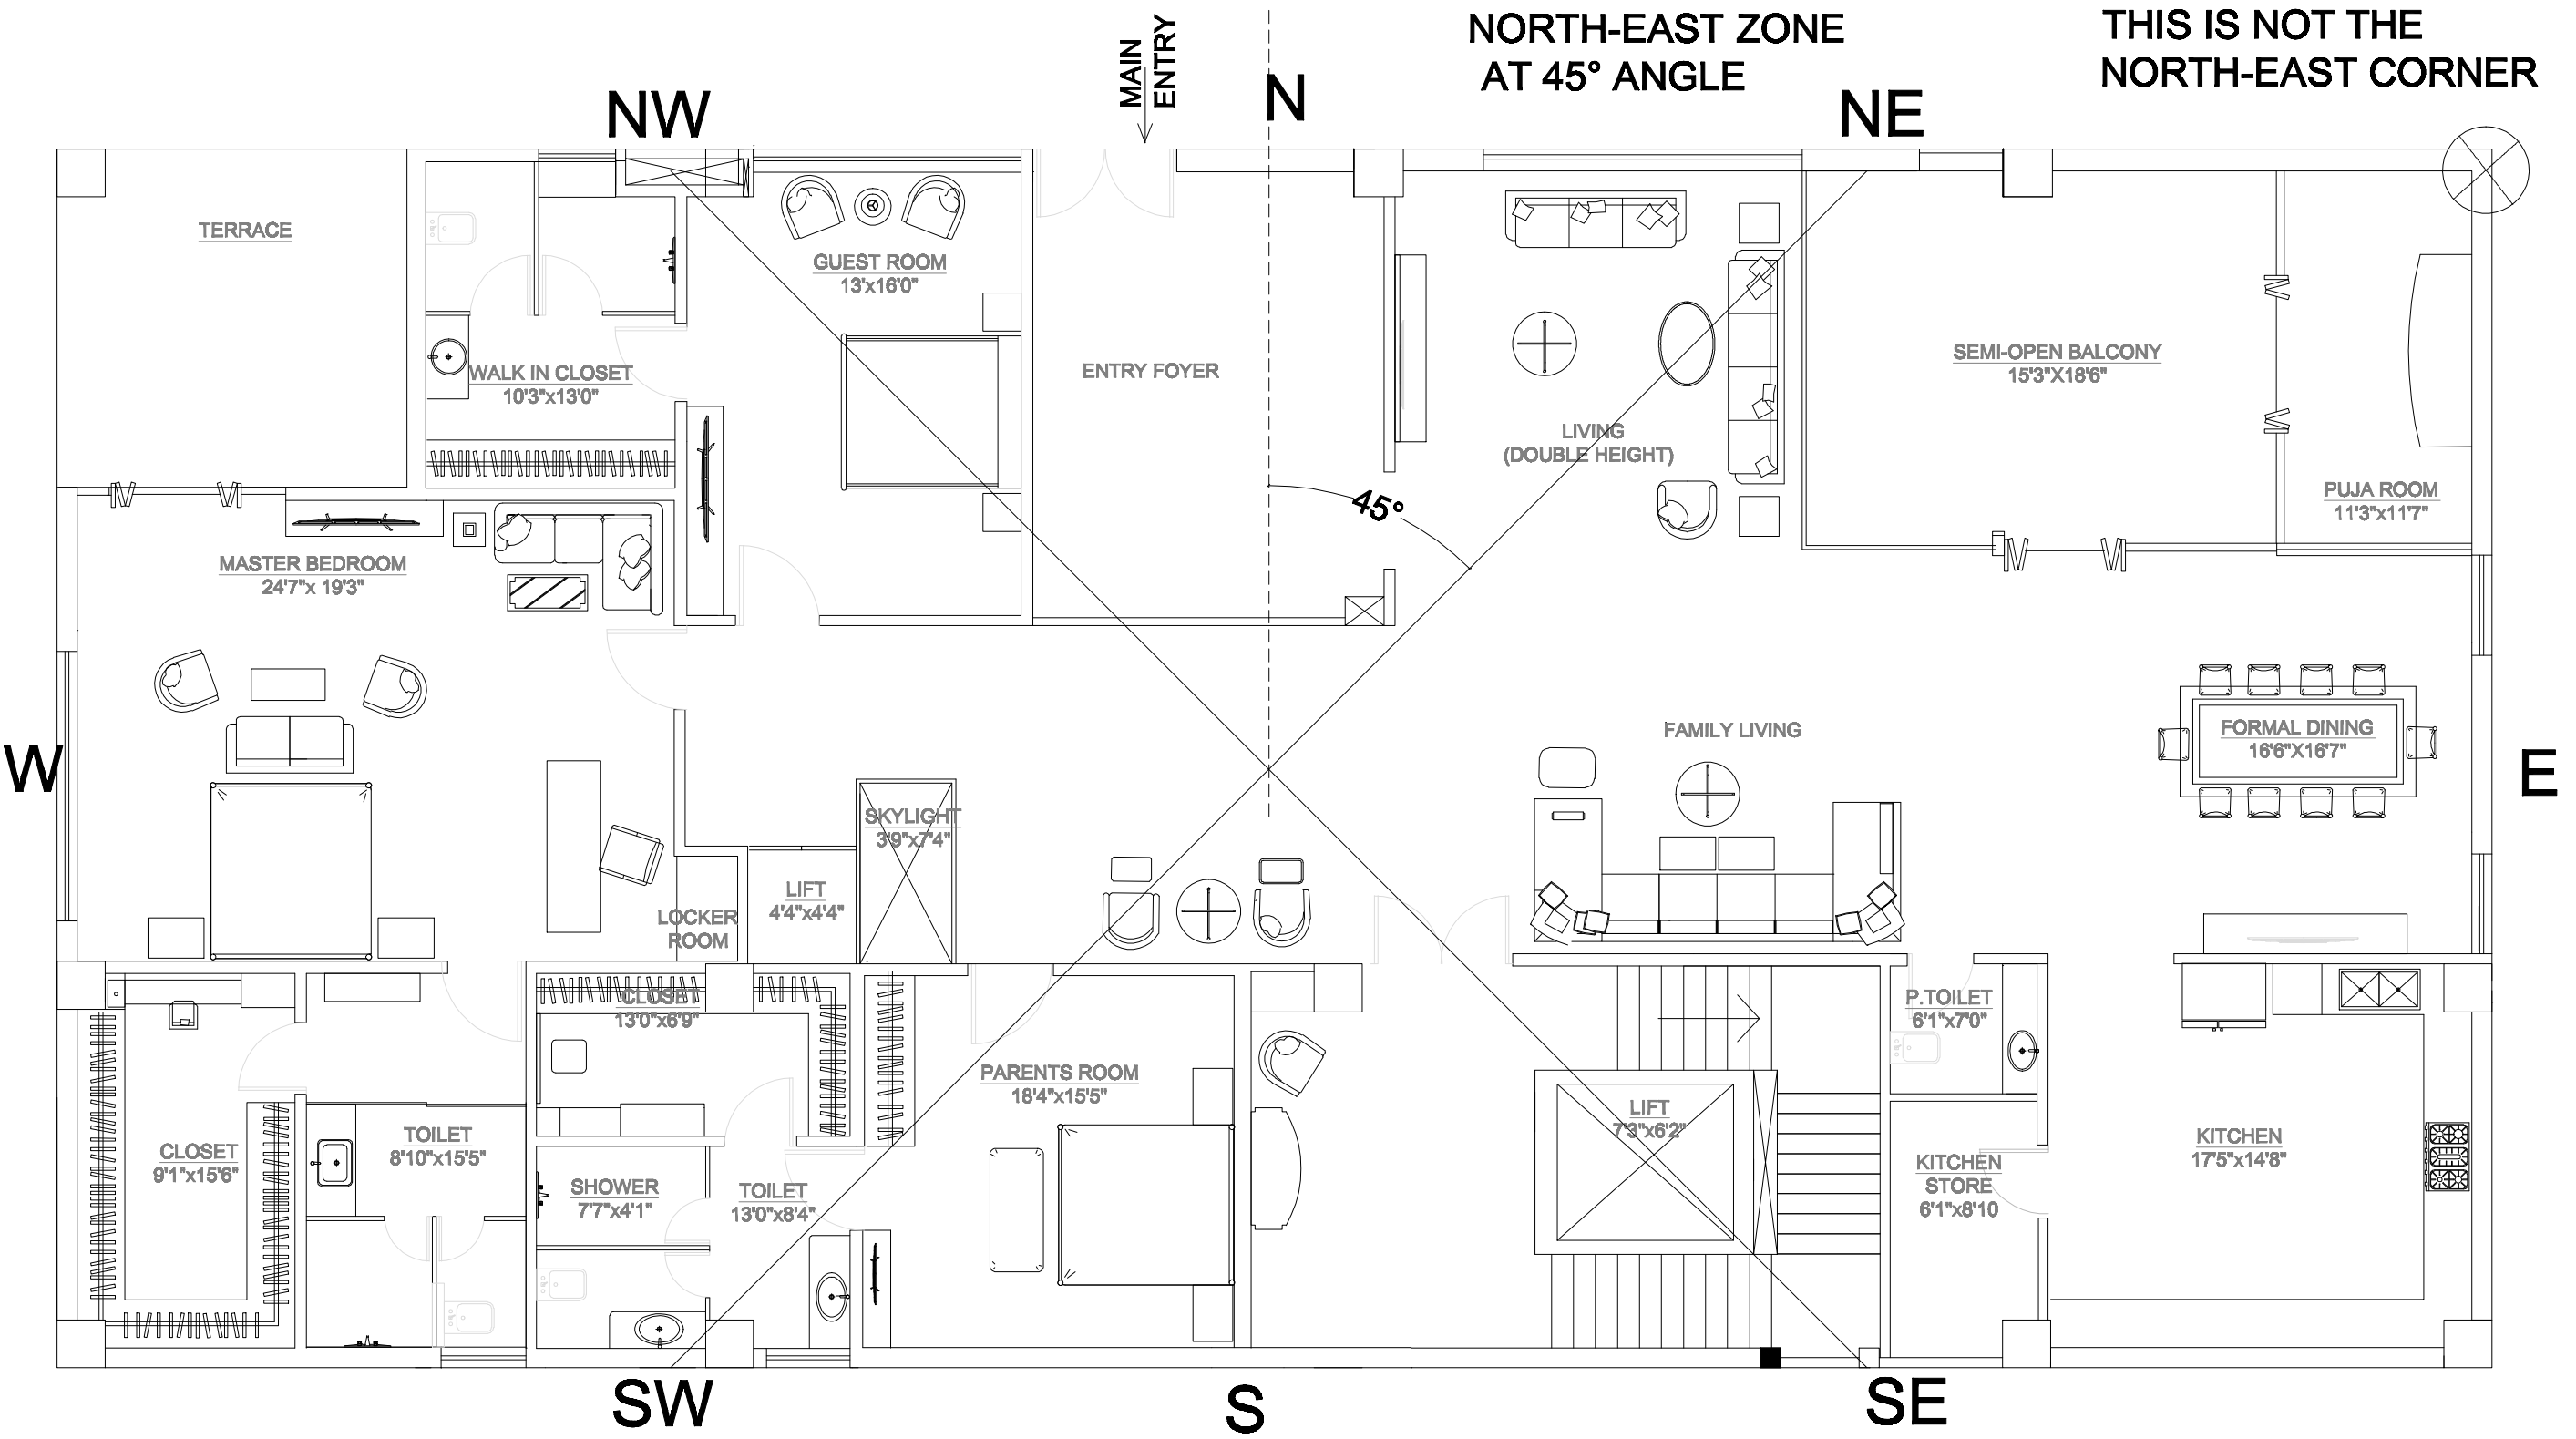 NORTH-EAST ZONE
AT 45° ANGLE
THIS IS NOT THE
NORTH-EAST CORNER
MAIN
ENTRY
NW
N
NE
TERRACE
GUEST ROOM
13'x16'0"
WALK IN CLOSET
10'3"x13'0"
ENTRY FOYER
SEMI-OPEN BALCONY
15'3"X18'6"
LIVING
(DOUBLE HEIGHT)
45°
PUJA ROOM
11'3"x11'7"
MASTER BEDROOM
24'7"x 19'3"
W
FAMILY LIVING
FORMAL DINING
16'6"X16'7"
E
SKYLIGHT
3'9"x7'4"
LIFT
4'4"x4'4"
LOCKER
ROOM
CLOSET
13'0"x6'9"
P.TOILET
6'1"x7'0"
PARENTS ROOM
18'4"x15'5"
LIFT
7'3"x6'2"
CLOSET
9'1"x15'6"
TOILET
8'10"x15'5"
SHOWER
7'7"x4'1"
TOILET
13'0"x8'4"
KITCHEN
STORE
6'1"x8'10
KITCHEN
17'5"x14'8"
SW
S
SE